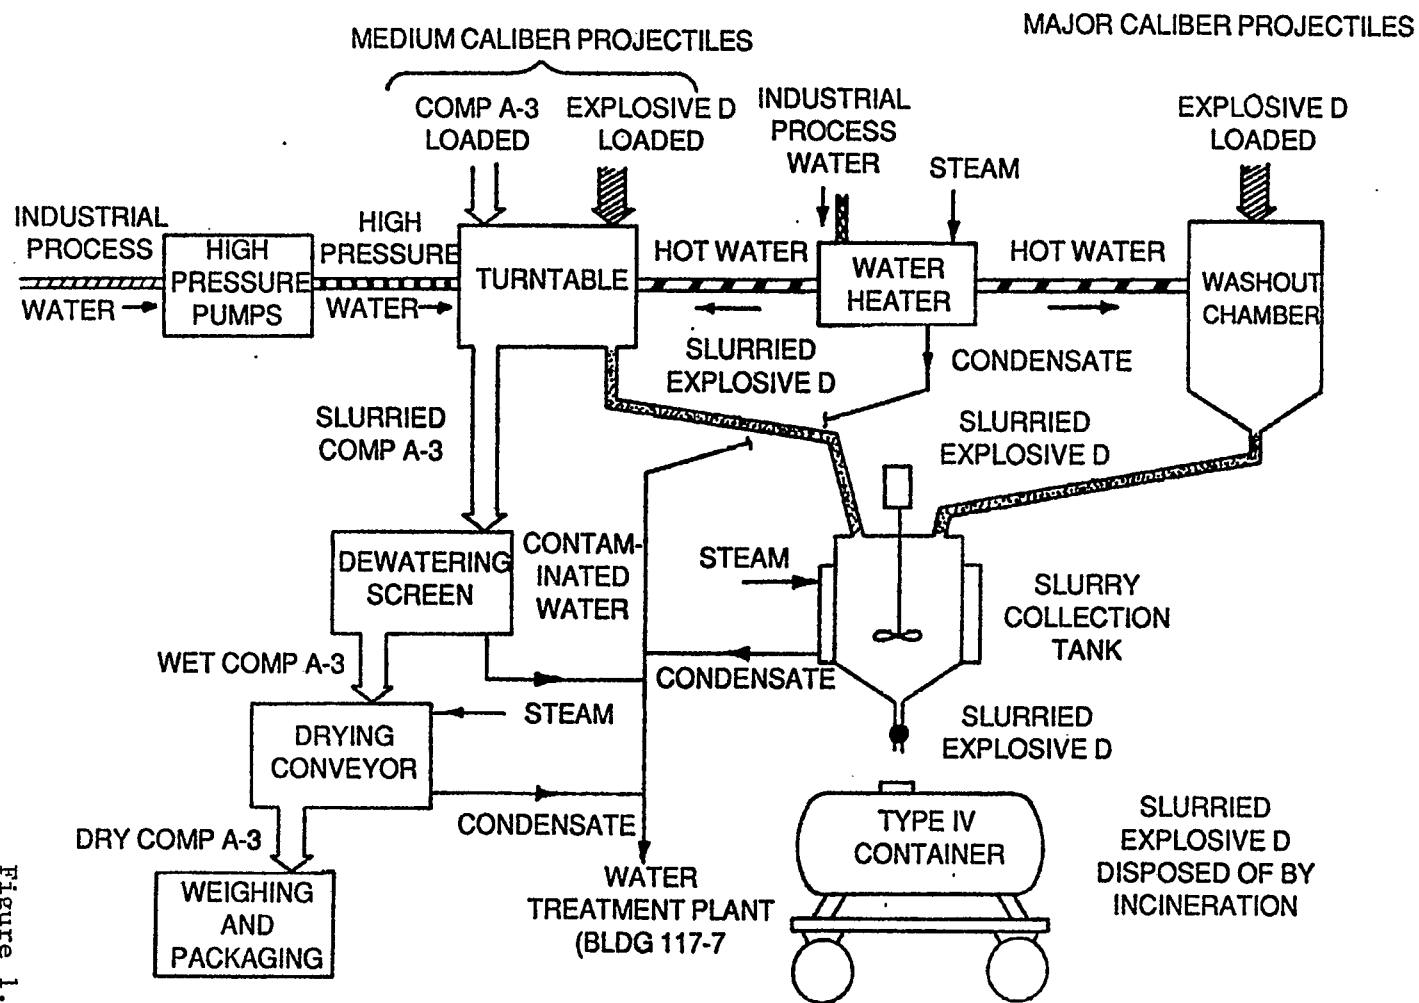 MEDIUM CALIBER PROJECTILES
MAJOR CALIBER PROJECTILES
COMP A-3
LOADED
EXPLOSIVE D
LOADED
INDUSTRIAL
PROCESS
WATER
STEAM
EXPLOSIVE D
LOADED
INDUSTRIAL
PROCESS
WATER
HIGH
PRESSURE
PUMPS
HIGH
PRESSURE
WATER
TURNTABLE
HOT WATER
WATER
HEATER
HOT WATER
WASHOUT
CHAMBER
SLURRIED
EXPLOSIVE D
CONDENSATE
SLURRIED
COMP A-3
SLURRIED
EXPLOSIVE D
DEWATERING
SCREEN
CONTAM-
INATED
WATER
STEAM
SLURRY
COLLECTION
TANK
WET COMP A-3
CONDENSATE
STEAM
DRYING
CONVEYOR
SLURRIED
EXPLOSIVE D
CONDENSATE
DRY COMP A-3
WEIGHING
AND
PACKAGING
WATER
TREATMENT PLANT
(BLDG 117-7
TYPE IV
CONTAINER
SLURRIED
EXPLOSIVE D
DISPOSED OF BY
INCINERATION
Figure 1.